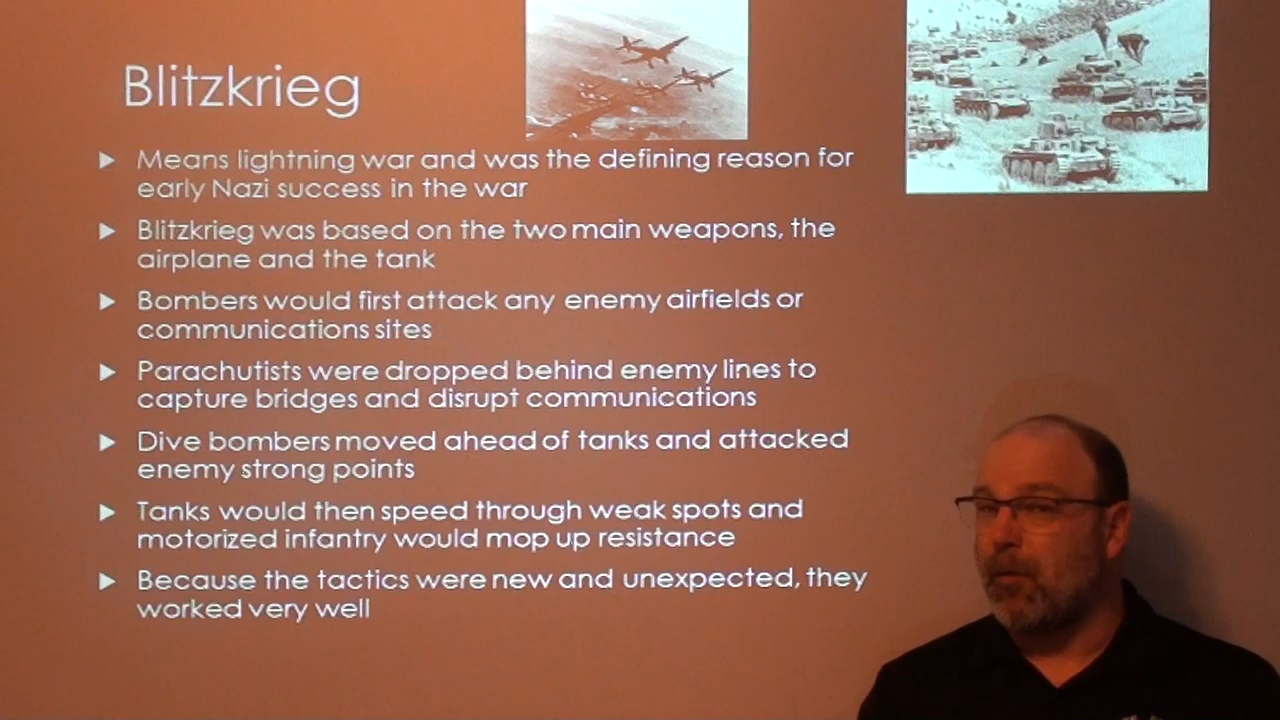 Blitzkrieg
Means lightning war and was the defining reason for
early Nazi success in the war
Blitzkrieg was based on the two main weapons, the
airplane and the tank
Bombers would first attack any enemy airfields or
communications sites
Parachutists were dropped behind enemy lines to
capture bridges and disrupt communications
Dive bombers moved ahead of tanks and attacked
enemy strong points
Tanks would then speed through weak spots and
motorized infantry would mop up resistance
Because the tactics were new and unexpected, they
worked very well